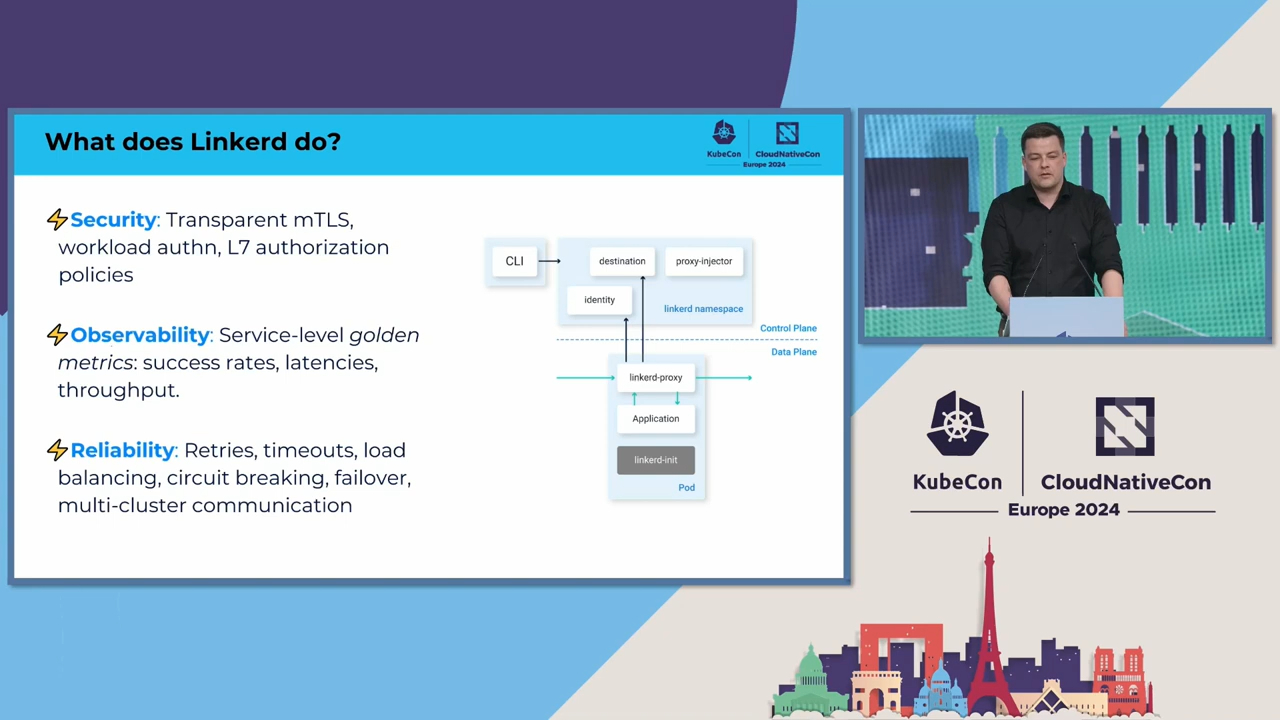 What does Linkerd do?
KubeCon
CloudNativeCon
Europe 2024
⚡Security: Transparent mTLS,
workload authn, L7 authorization
policies
⚡Observability: Service-level golden
metrics: success rates, latencies,
throughput.
⚡Reliability: Retries, timeouts, load
balancing, circuit breaking, failover,
multi-cluster communication
CLI
destination
proxy-injector
identity
linkerd namespace
Control Plane
Data Plane
linkerd-proxy
Application
linkerd-init
Pod
KubeCon
CloudNativeCon
Europe 2024